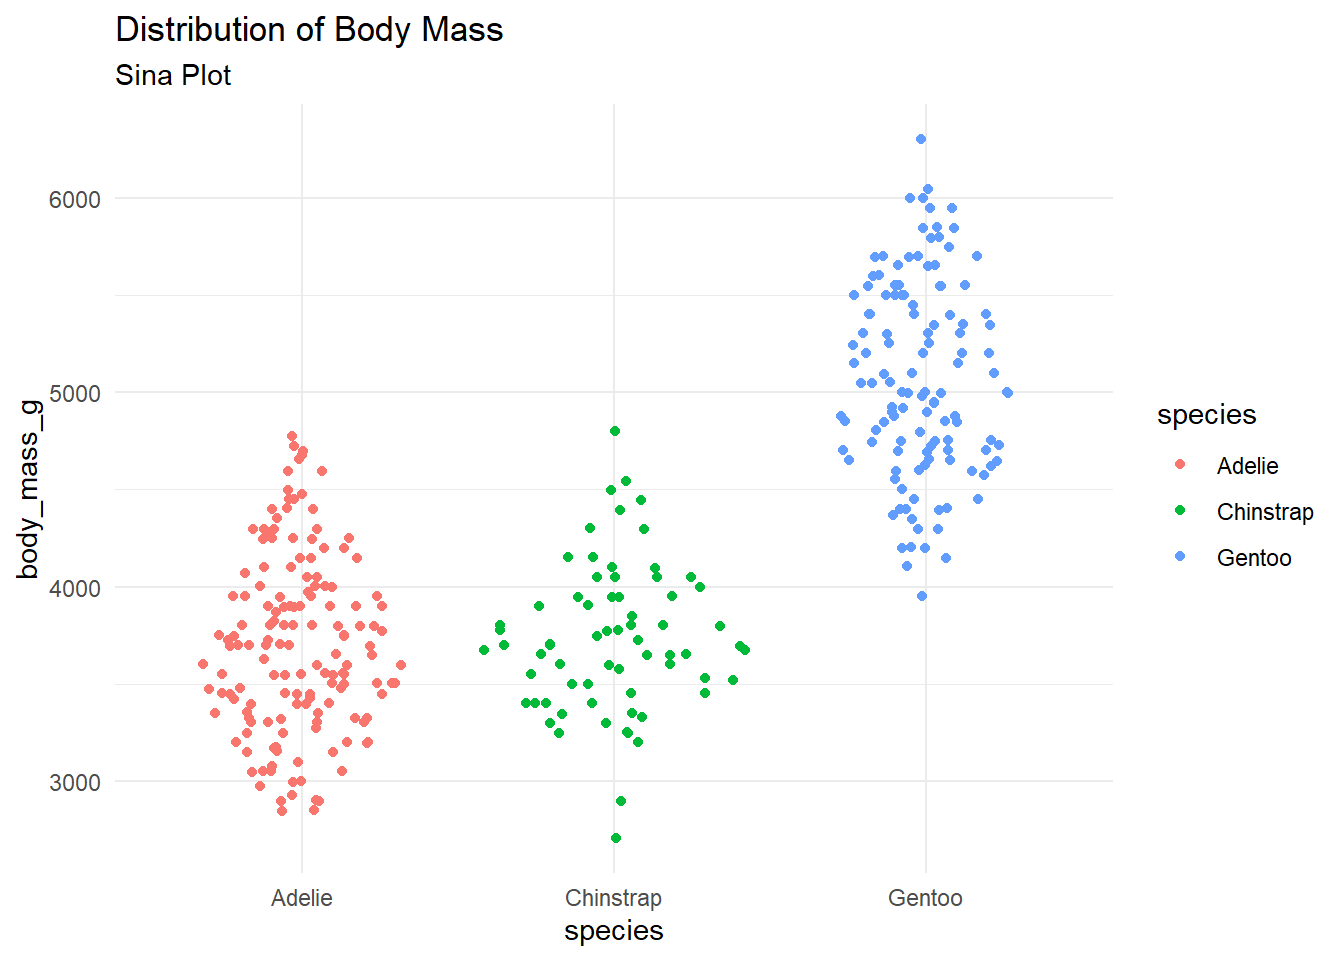 Distribution of Body Mass
Sina Plot
body_mass_g
6000
5000
4000
3000
Adelie
Chinstrap
Gentoo
species
species
Adelie
Chinstrap
Gentoo